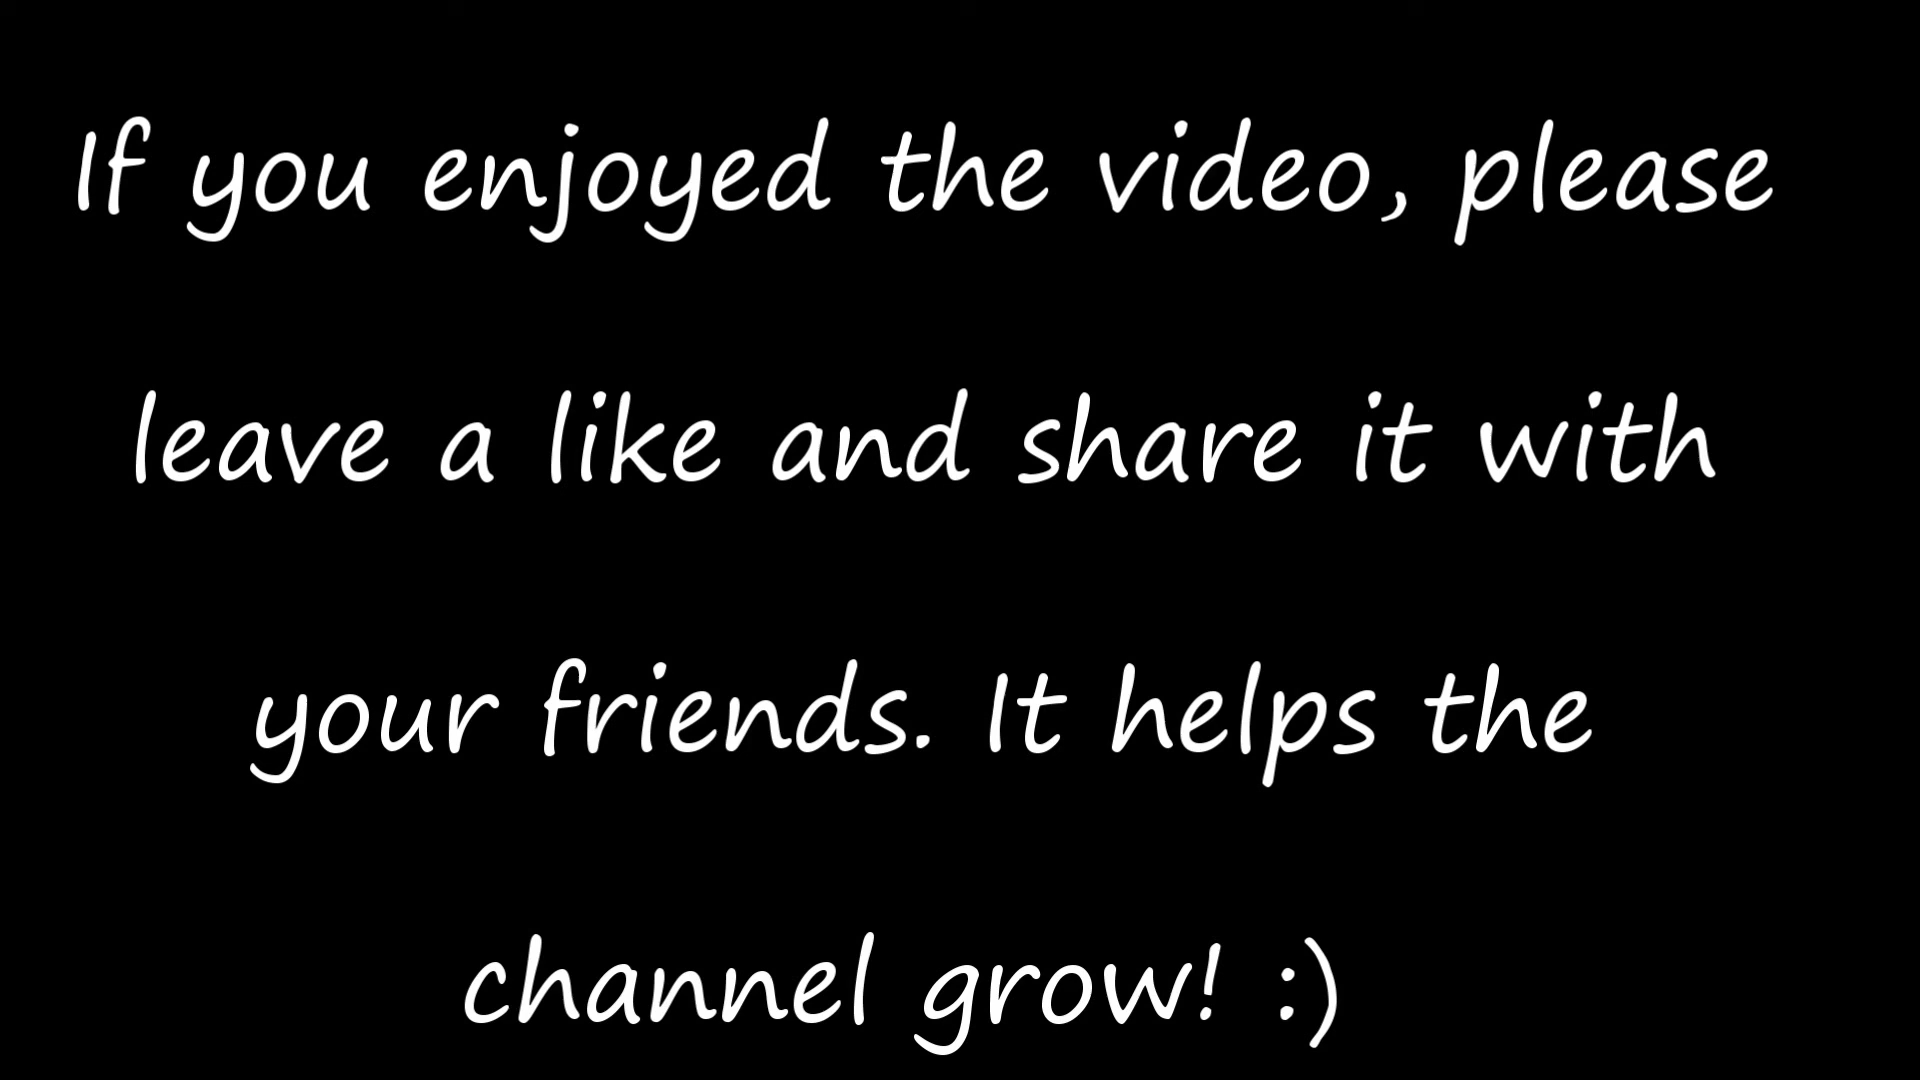 If you enjoyed the video, please
leave a like and share it with
your friends. It helps the
channel grow! :)